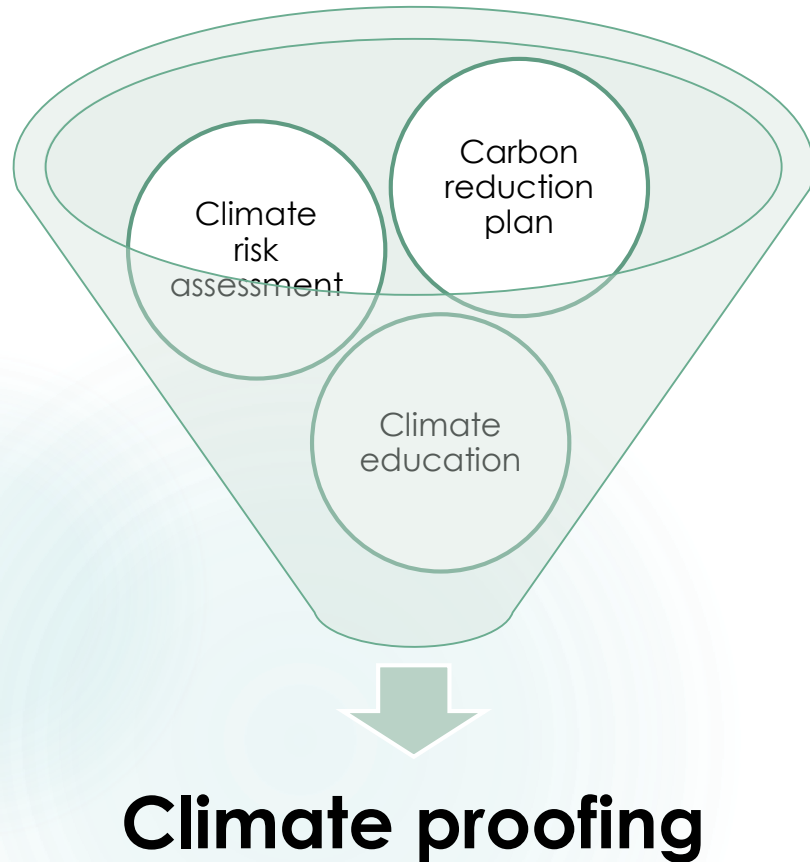 Carbon
reduction
plan
Climate
risk
assessment
Climate
education
Climate proofing